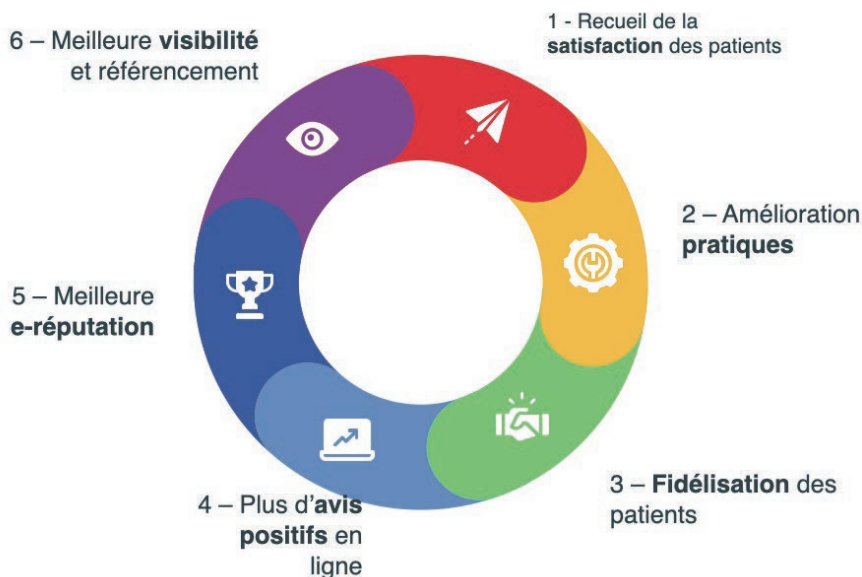 1 - Recueil de la
satisfaction des patients
2 – Amélioration
pratiques
3 – Fidélisation des
patients
4 – Plus d'avis
positifs en
ligne
5 – Meilleure
e-réputation
6 – Meilleure visibilité
et référencement